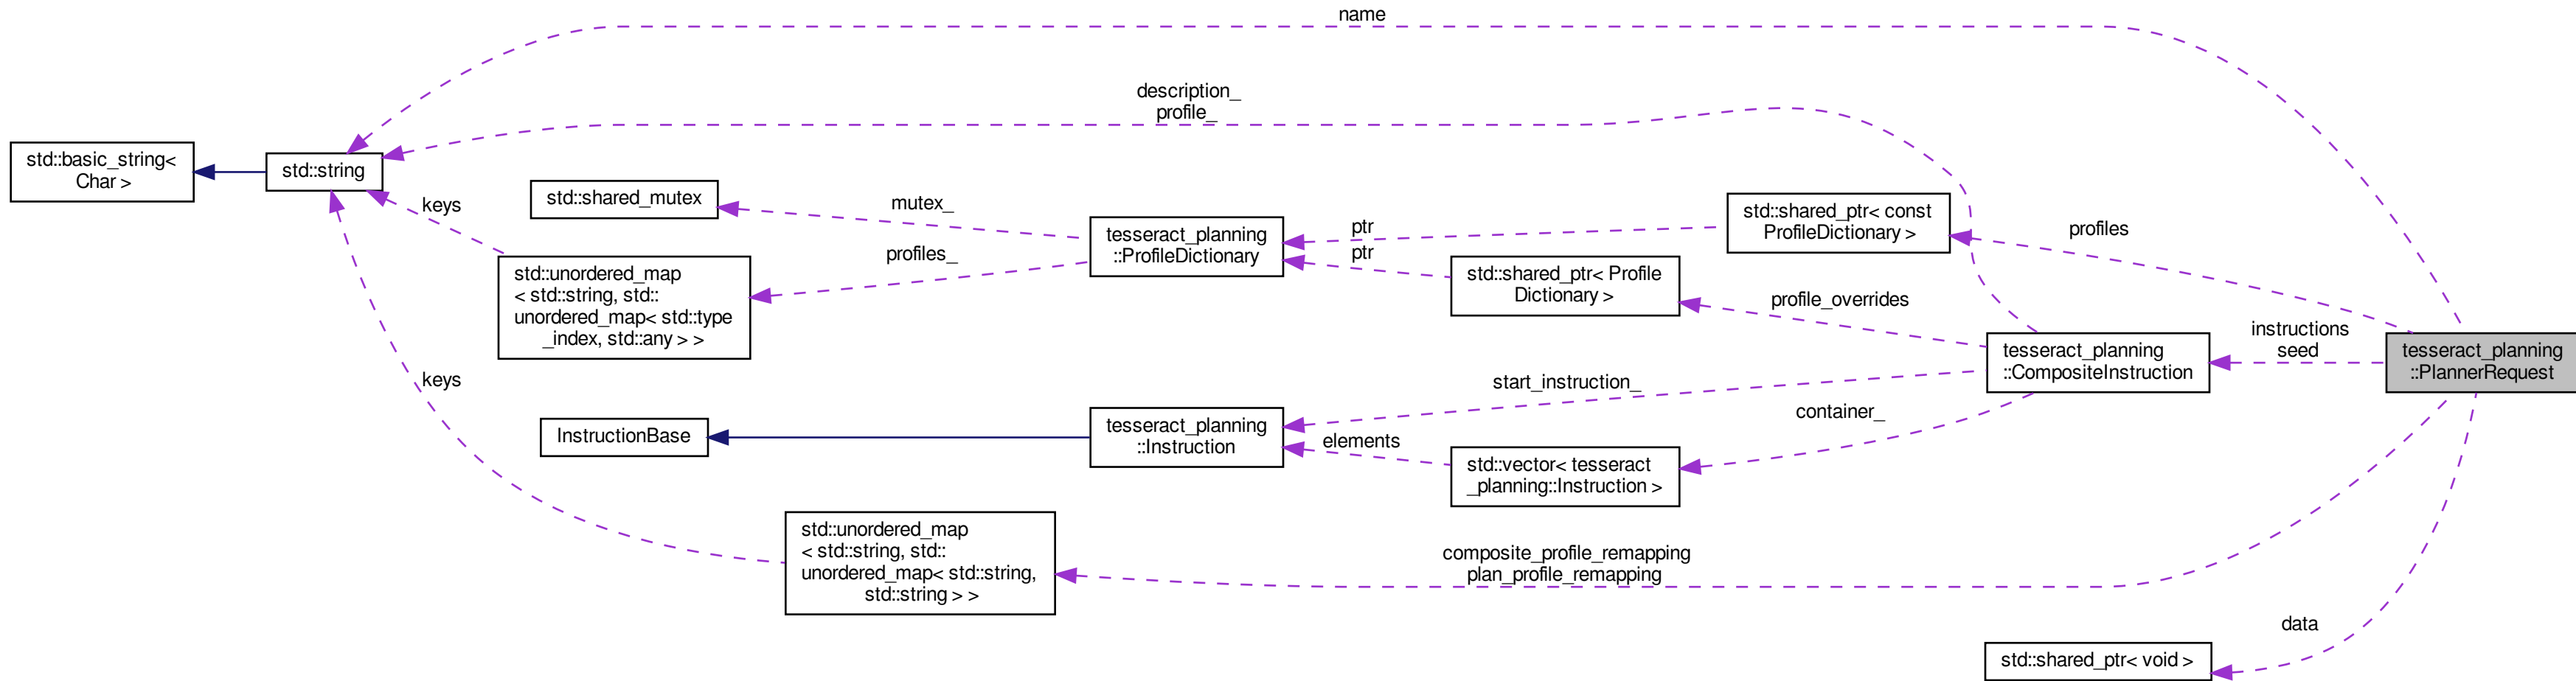 name
description_
profile_
std::basic_string<
Char >
std::string
keys
std::shared_mutex
mutex_
tesseract_planning
::ProfileDictionary
profiles_
std::unordered_map
< std::string, std::
unordered_map< std::type
_index, std::any > >
ptr
ptr
std::shared_ptr< const
ProfileDictionary >
std::shared_ptr< Profile
Dictionary >
profiles
profile_overrides
instructions
seed
tesseract_planning
::CompositeInstruction
tesseract_planning
::PlannerRequest
keys
InstructionBase
tesseract_planning
::Instruction
start_instruction_
elements
container_
std::vector< tesseract
_planning::Instruction >
std::unordered_map
< std::string, std::
unordered_map< std::string,
std::string > >
composite_profile_remapping
plan_profile_remapping
data
std::shared_ptr< void >